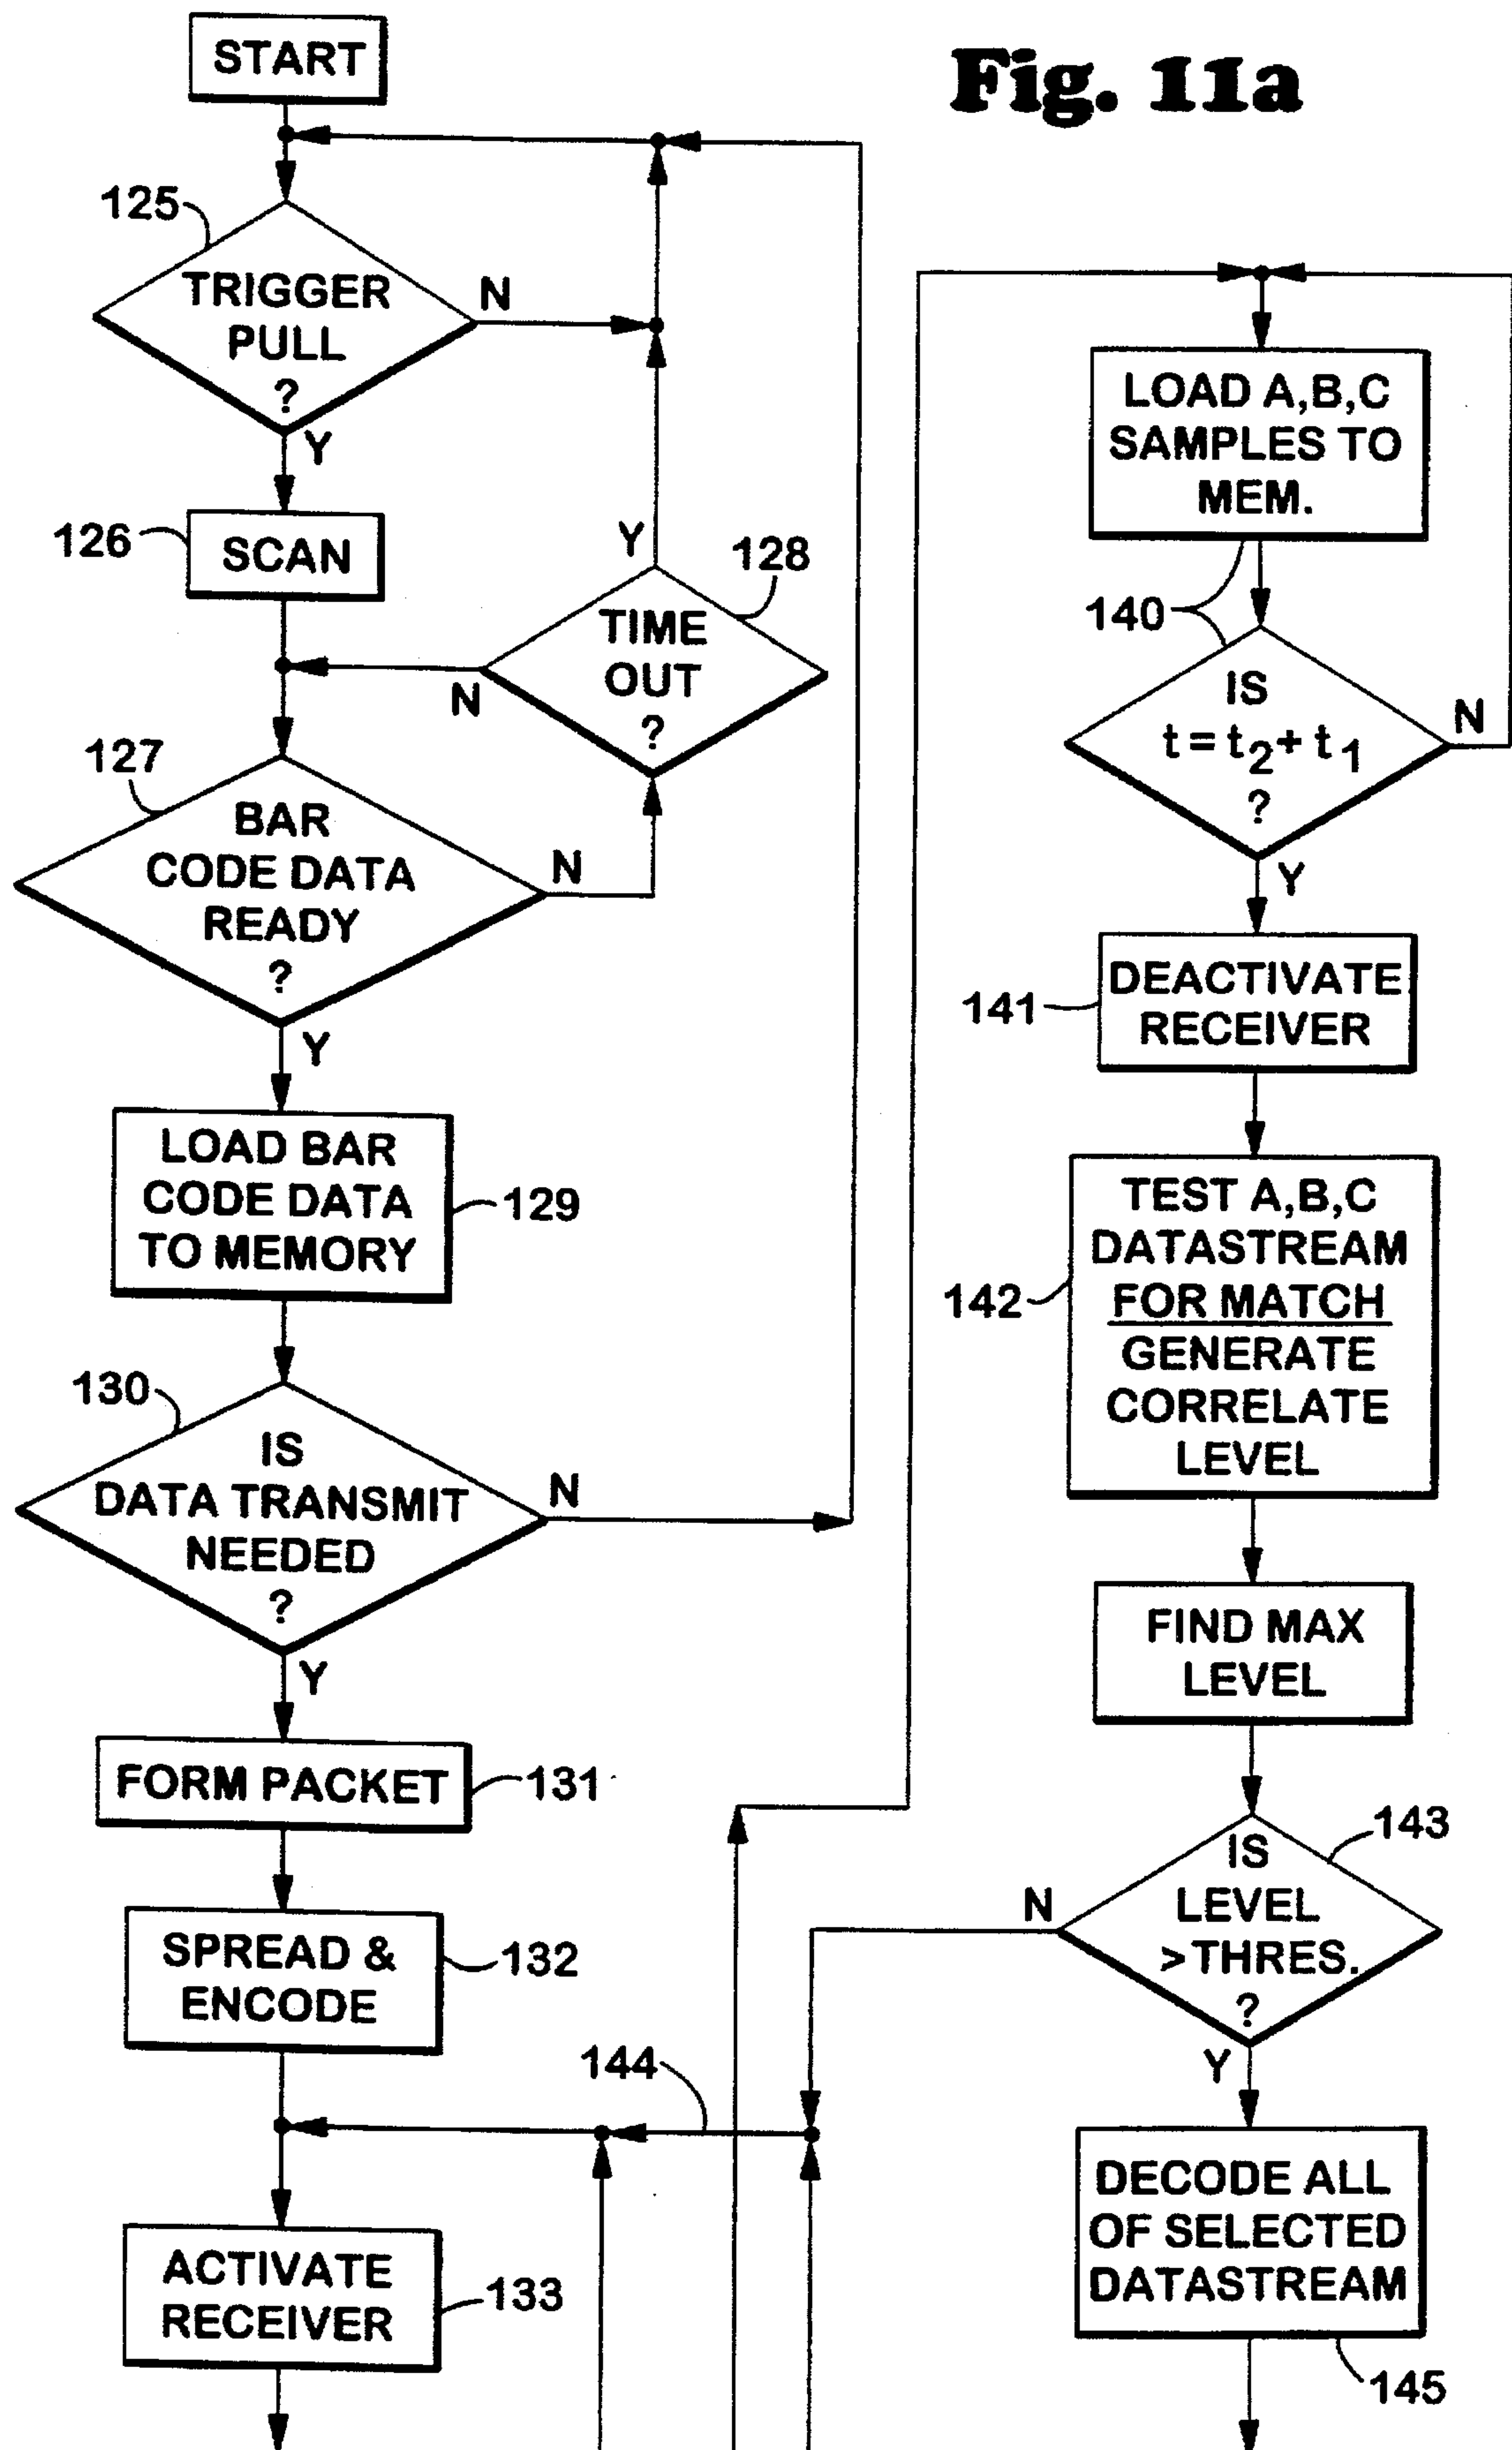 Fig. 11a
START
125
TRIGGER
PULL
?
N
Y
126
SCAN
128
TIME
OUT
?
Y
N
127
BAR
CODE DATA
READY
?
N
Y
LOAD BAR
CODE DATA
TO MEMORY
129
130
IS
DATA TRANSMIT
NEEDED
?
N
Y
FORM PACKET
131
SPREAD &
ENCODE
132
144
ACTIVATE
RECEIVER
133
LOAD A,B,C
SAMPLES TO
MEM.
140
IS
t = t2 + t1
?
N
Y
141
DEACTIVATE
RECEIVER
142
TEST A,B,C
DATASTREAM
FOR MATCH
GENERATE
CORRELATE
LEVEL
FIND MAX
LEVEL
143
IS
LEVEL
>THRES.
?
N
Y
DECODE ALL
OF SELECTED
DATASTREAM
145